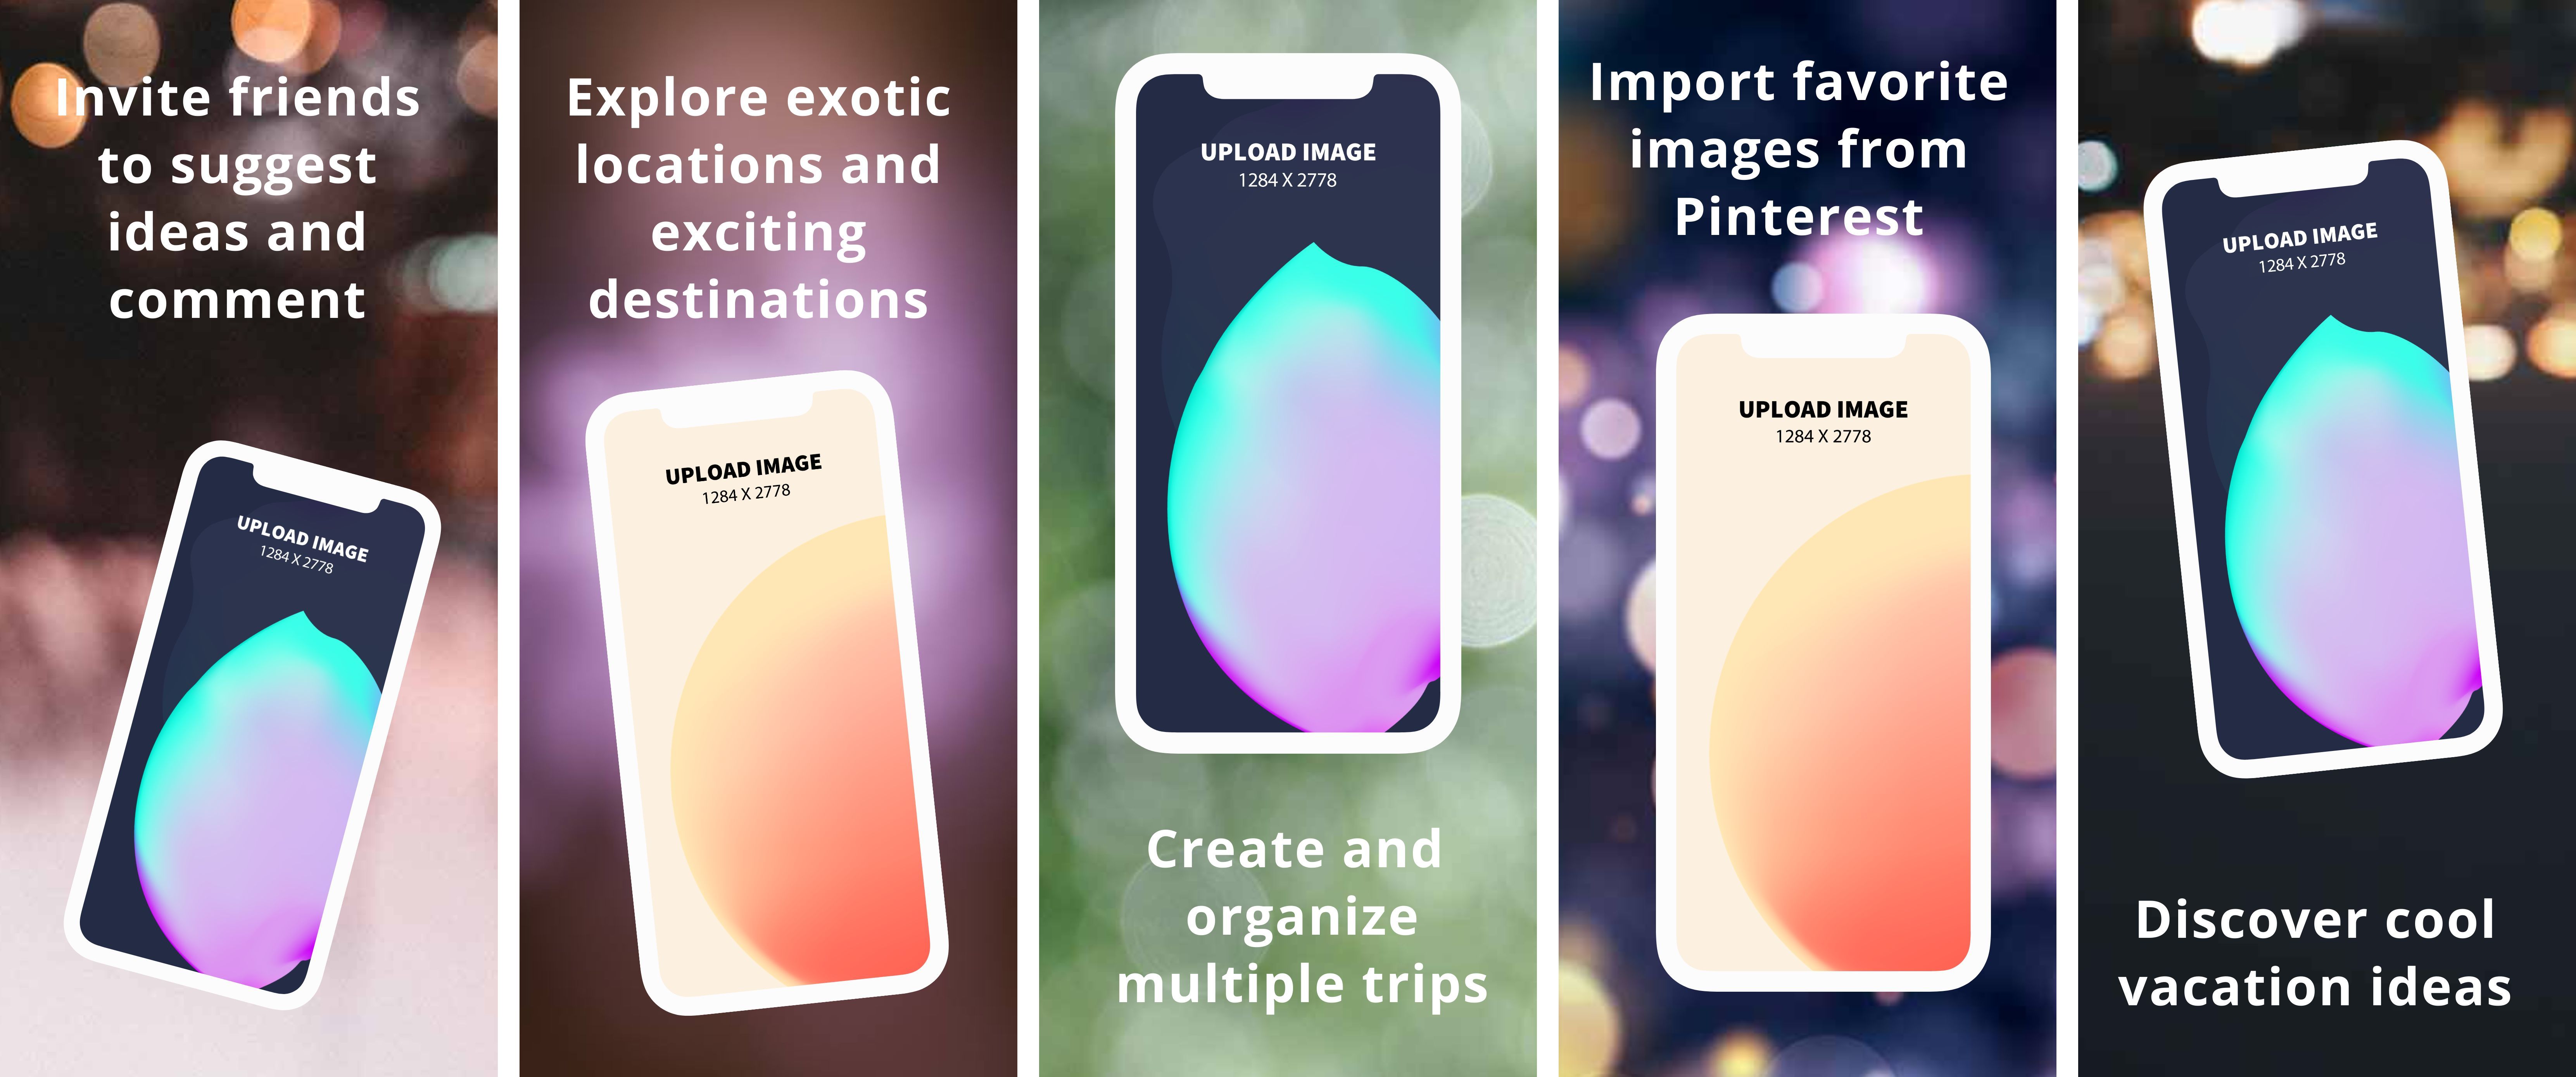 Invite friends
to suggest
ideas and
comment
UPLOAD IMAGE
1284 X 2778
Explore exotic
locations and
exciting
destinations
UPLOAD IMAGE
1284 X 2778
UPLOAD IMAGE
1284 X 2778
Create and
organize
multiple trips
Import favorite
images from
Pinterest
UPLOAD IMAGE
1284 X 2778
UPLOAD IMAGE
1284 X 2778
Discover cool
vacation ideas